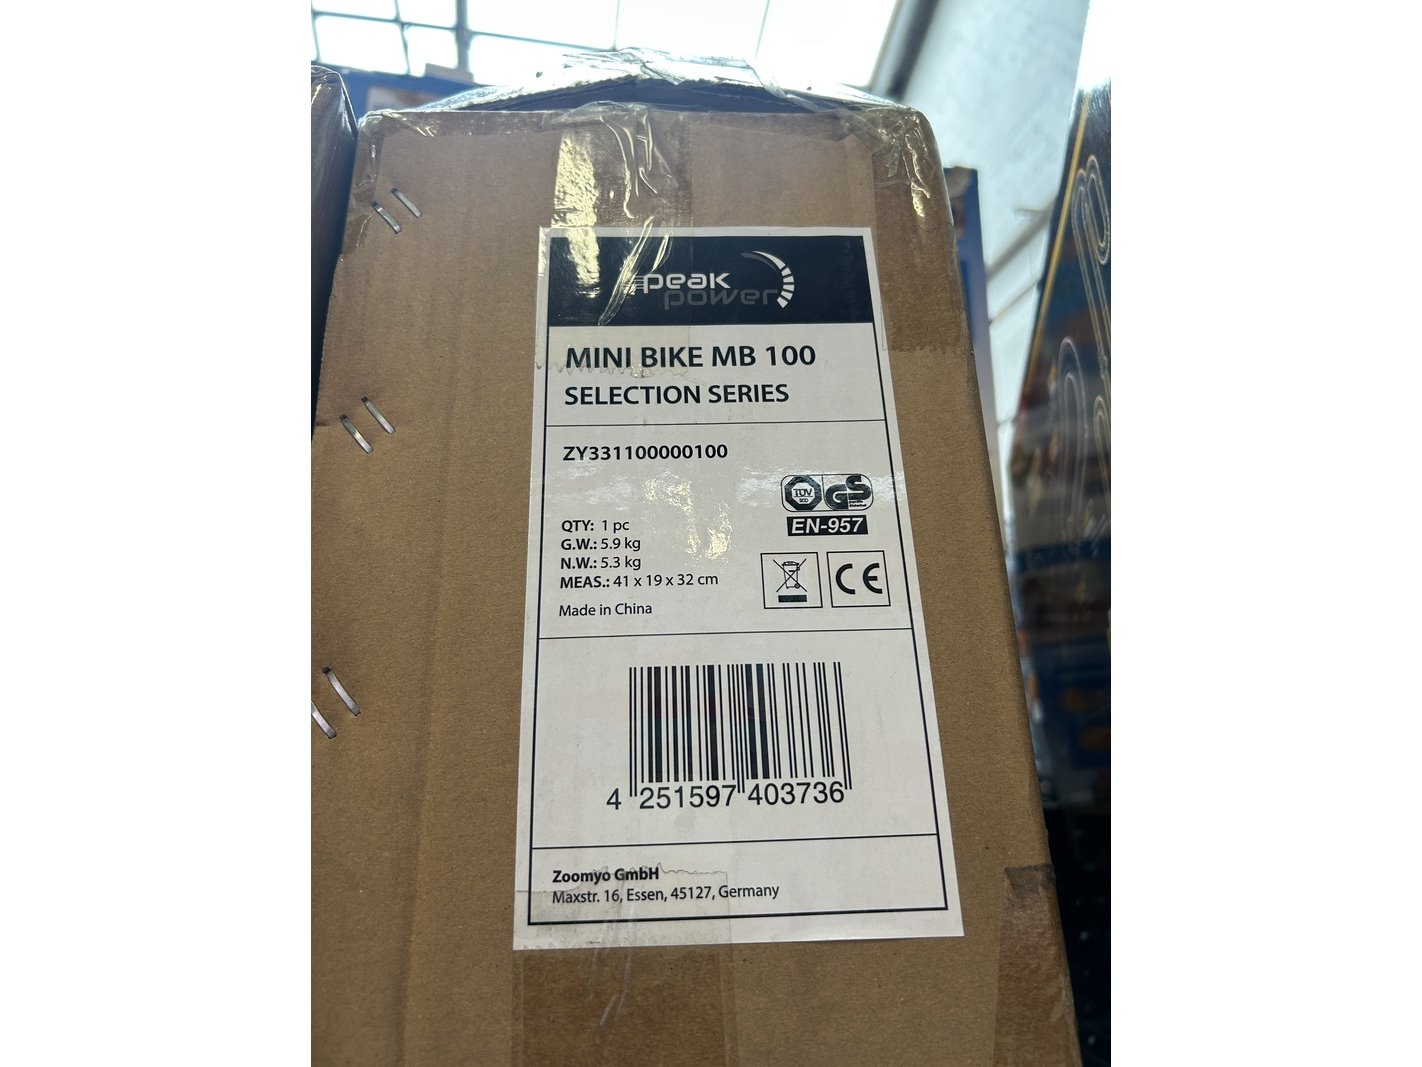 peak
power
MINI BIKE MB 100
SELECTION SERIES
ZY331100000100
TÜV
SÜD
GS
EN-957
QTY: 1 pc
G.W.: 5.9 kg
N.W.: 5.3 kg
MEAS.: 41 x 19 x 32 cm
CE
Made in China
4 251597 403736
Zoomyo GmbH
Maxstr. 16, Essen, 45127, Germany